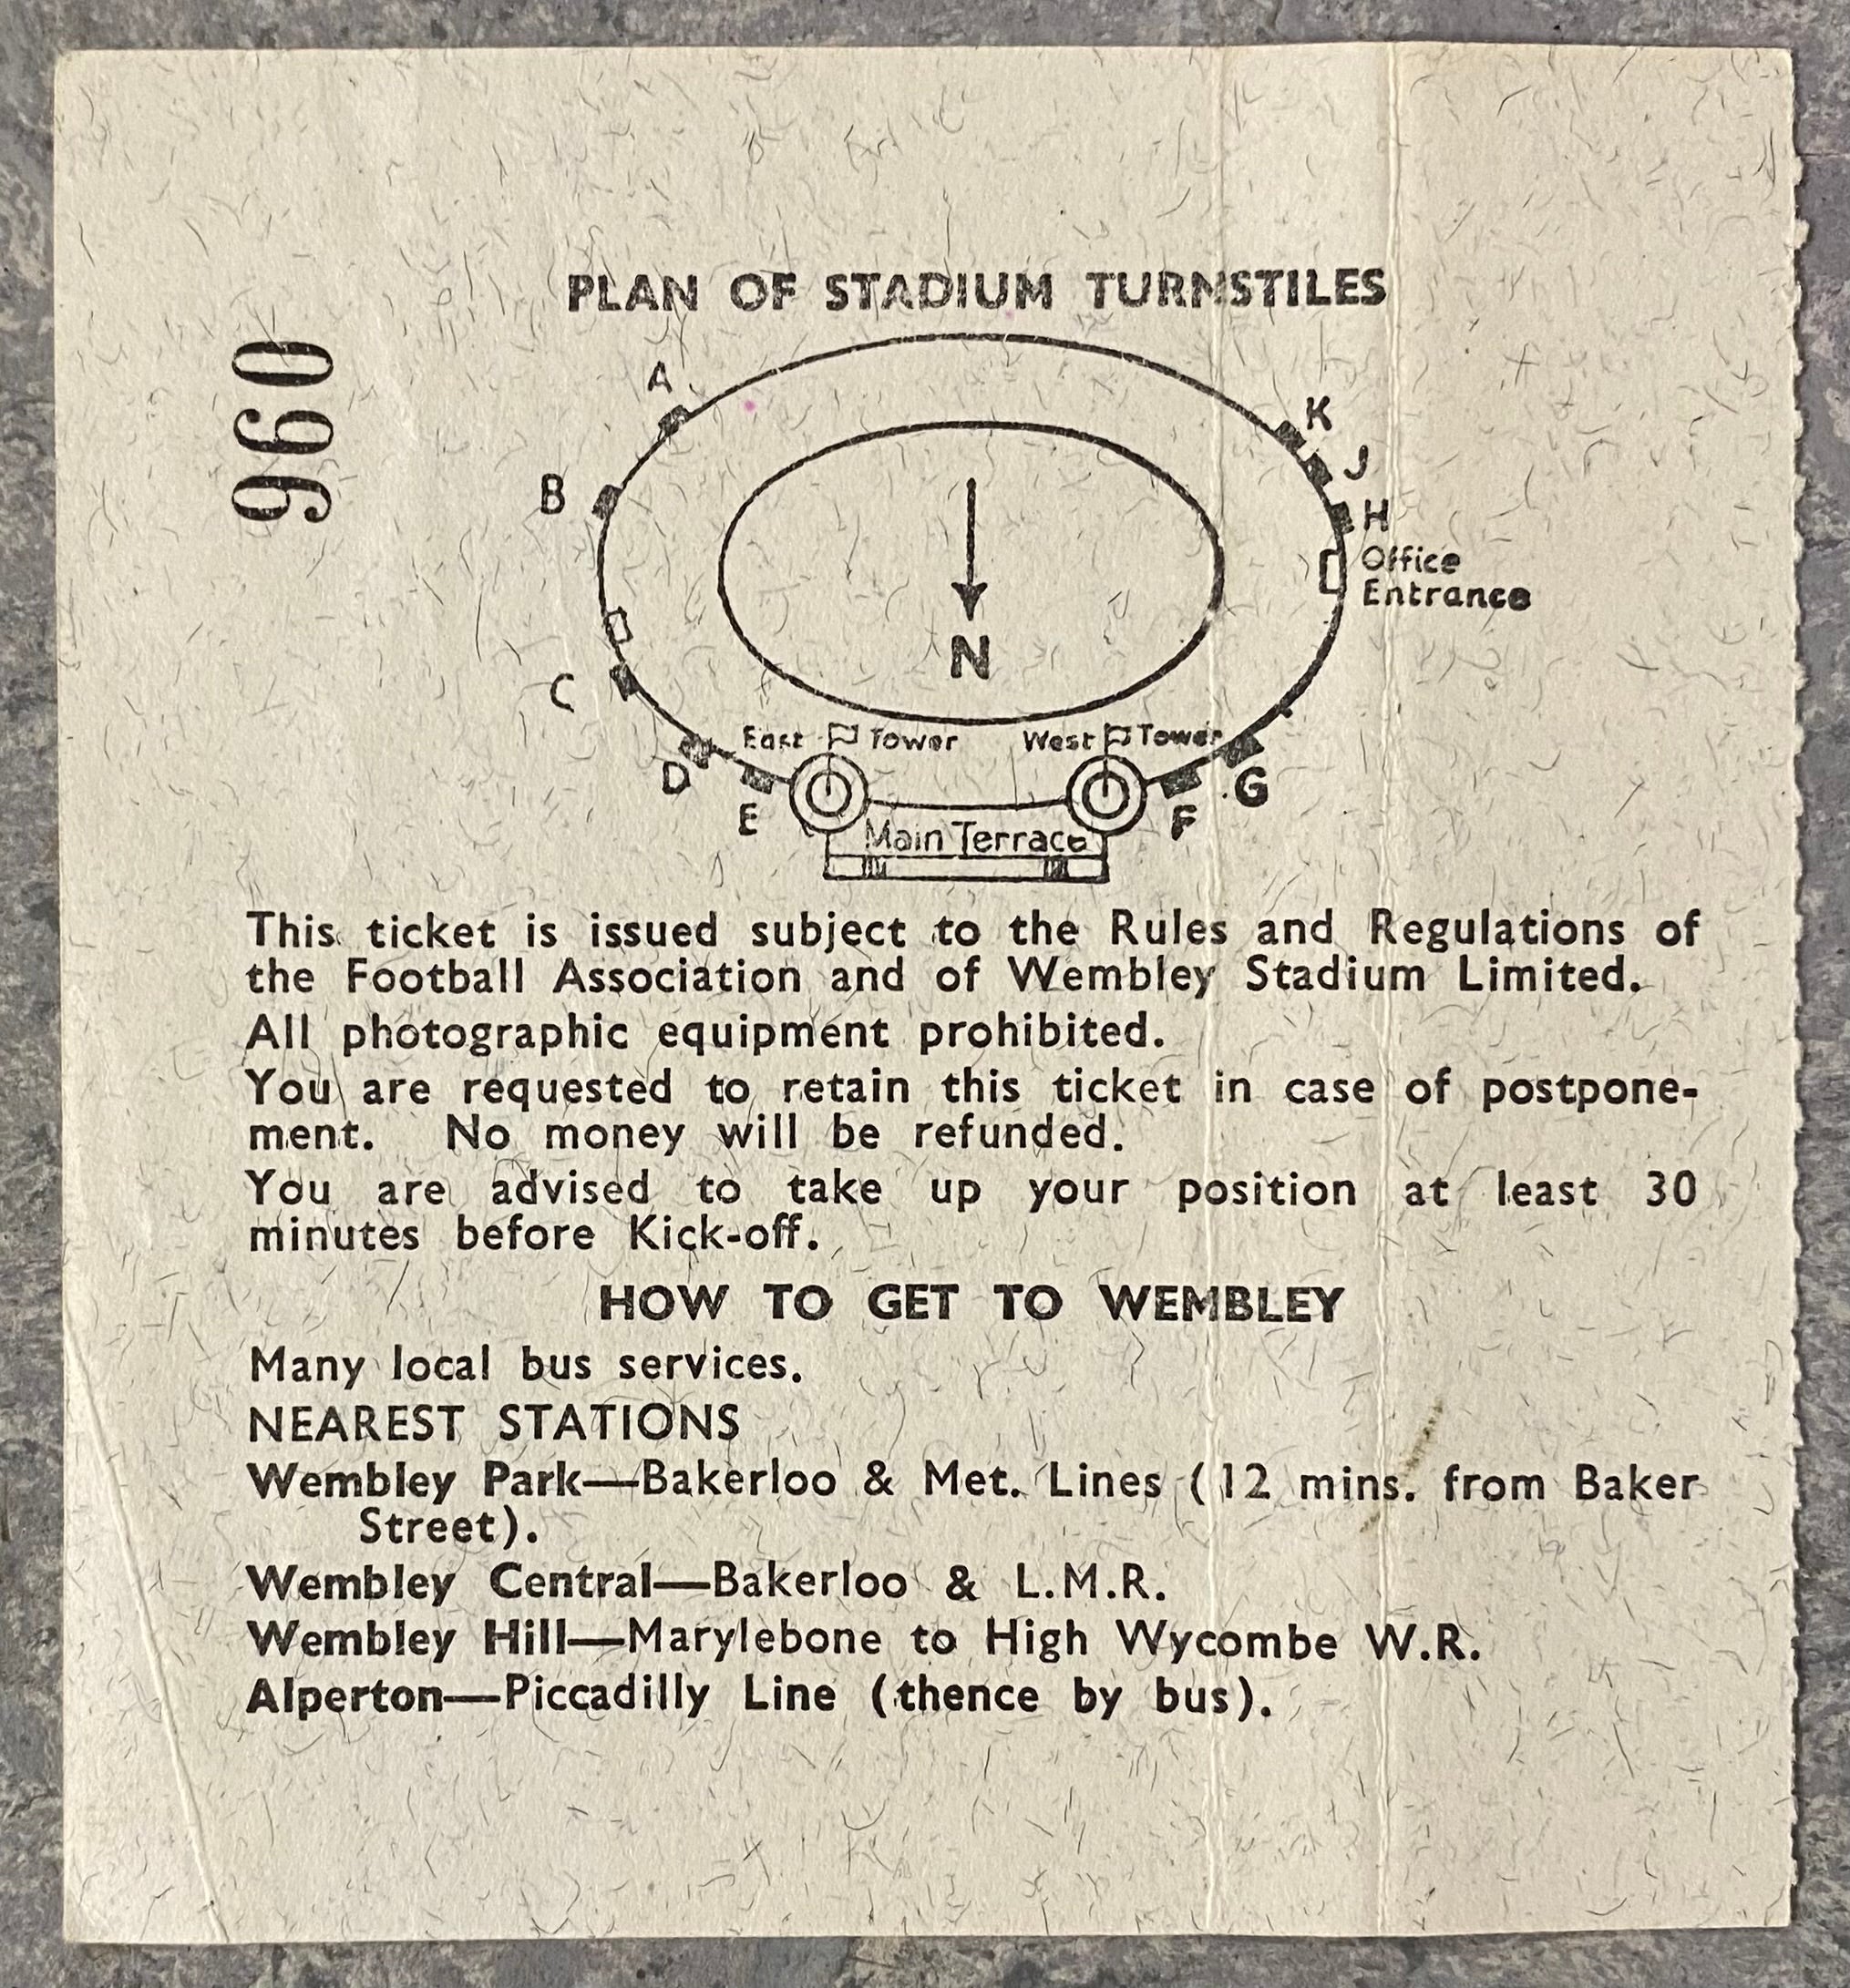 960
PLAN OF STADIUM TURNSTILES
A
K
J
B
H
Office
Entrance
N
C
East Tower
West Tower
D
G
E
F
Main Terrace
This ticket is issued subject to the Rules and Regulations of
the Football Association and of Wembley Stadium Limited.
All photographic equipment prohibited.
You are requested to retain this ticket in case of postpone-
ment. No money will be refunded.
You are advised to take up your position at least 30
minutes before Kick-off.
HOW TO GET TO WEMBLEY
Many local bus services.
NEAREST STATIONS
Wembley Park—Bakerloo & Met. Lines (12 mins. from Baker
Street).
Wembley Central—Bakerloo & L.M.R.
Wembley Hill—Marylebone to High Wycombe W.R.
Alperton—Piccadilly Line (thence by bus).